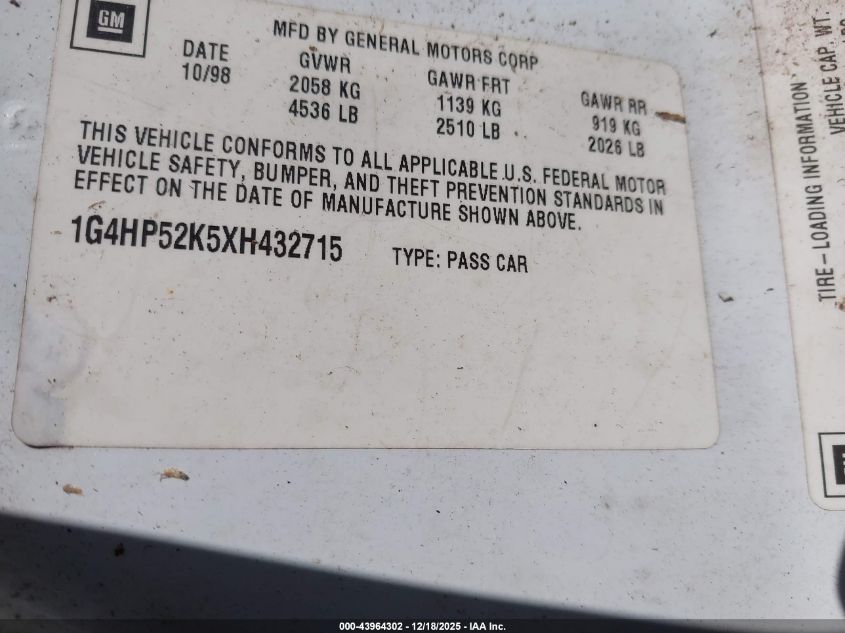 GM
MFD BY GENERAL MOTORS CORP
DATE GVWR GAWR FRT GAWR RR
10/98 2058 KG 1139 KG 919 KG
4536 LB 2510 LB 2026 LB
THIS VEHICLE CONFORMS TO ALL APPLICABLE U.S. FEDERAL MOTOR
VEHICLE SAFETY, BUMPER, AND THEFT PREVENTION STANDARDS IN
EFFECT ON THE DATE OF MANUFACTURE SHOWN ABOVE.
1G4HP52K5XH432715 TYPE: PASS CAR
TIRE–LOADING INFORMATION
VEHICLE CAP. WT.
000-43964302 - 12/18/2025 - IAA Inc.